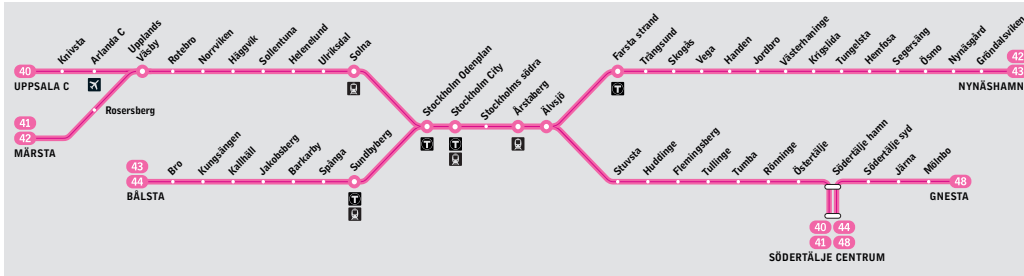 40
UPPSALA C
Knivsta
Arlanda C
Upplands
Väsby
Rotebro
Norrviken
Häggvik
Sollentuna
Helenelund
Ulriksdal
Solna
Rosersberg
41
42
MÄRSTA
43
44
BÅLSTA
Bro
Kungsängen
Kallhäll
Jakobsberg
Barkarby
Spånga
Sundbyberg
T
Stockholm Odenplan
T
Stockholm City
T
Stockholms södra
Årstaberg
Älvsjö
Farsta strand
T
Trångsund
Skogås
Vega
Handen
Jordbro
Västerhaninge
Krigslida
Tungelsta
Hemfosa
Segersäng
Ösmo
Nynäsgård
Gröndalsviken
42
43
NYNÄSHAMN
Stuvsta
Huddinge
Flemingsberg
Tullinge
Tumba
Rönninge
Östertälje
Södertälje hamn
Södertälje syd
Järna
Mölnbo
48
GNESTA
40 44
41 48
SÖDERTÄLJE CENTRUM